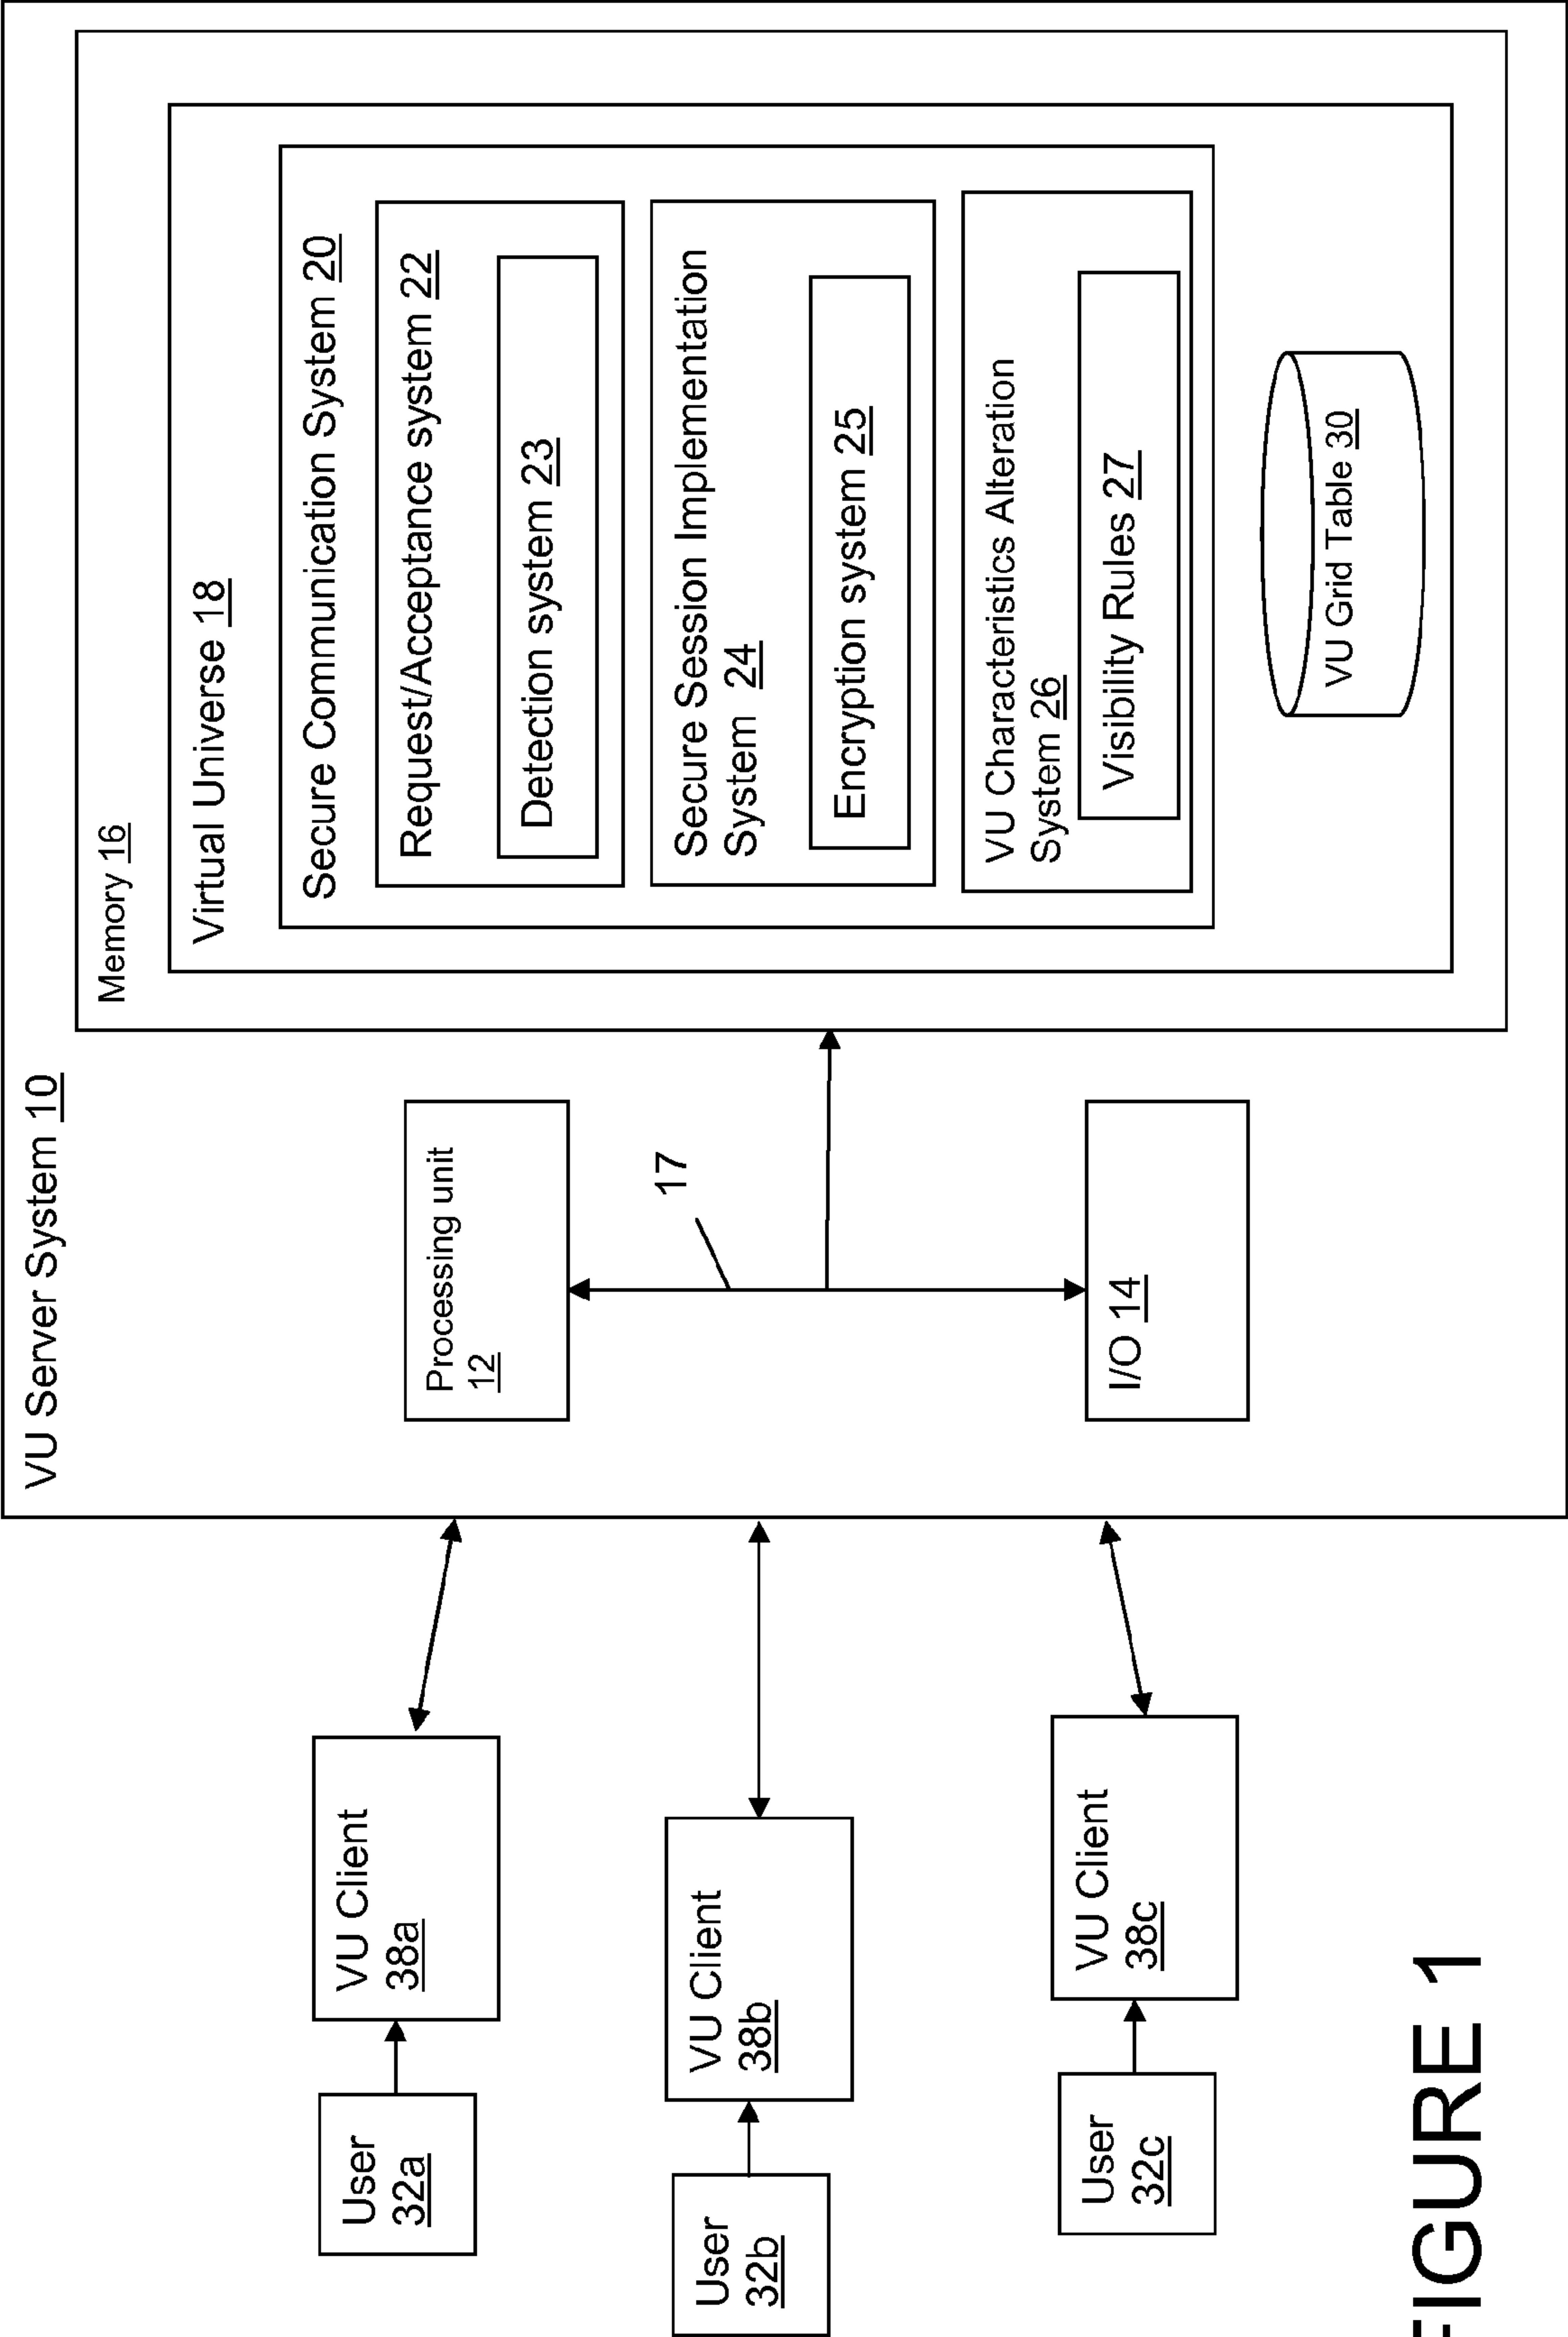 VU Server System 10
Memory 16
Virtual Universe 18
Secure Communication System 20
Request/Acceptance system 22
Detection system 23
Secure Session Implementation
System 24
Encryption system 25
VU Characteristics Alteration
System 26
Visibility Rules 27
VU Grid Table 30
Processing unit
12
17
I/O 14
VU Client
38a
User
32a
VU Client
38b
User
32b
VU Client
38c
User
32c
FIGURE 1